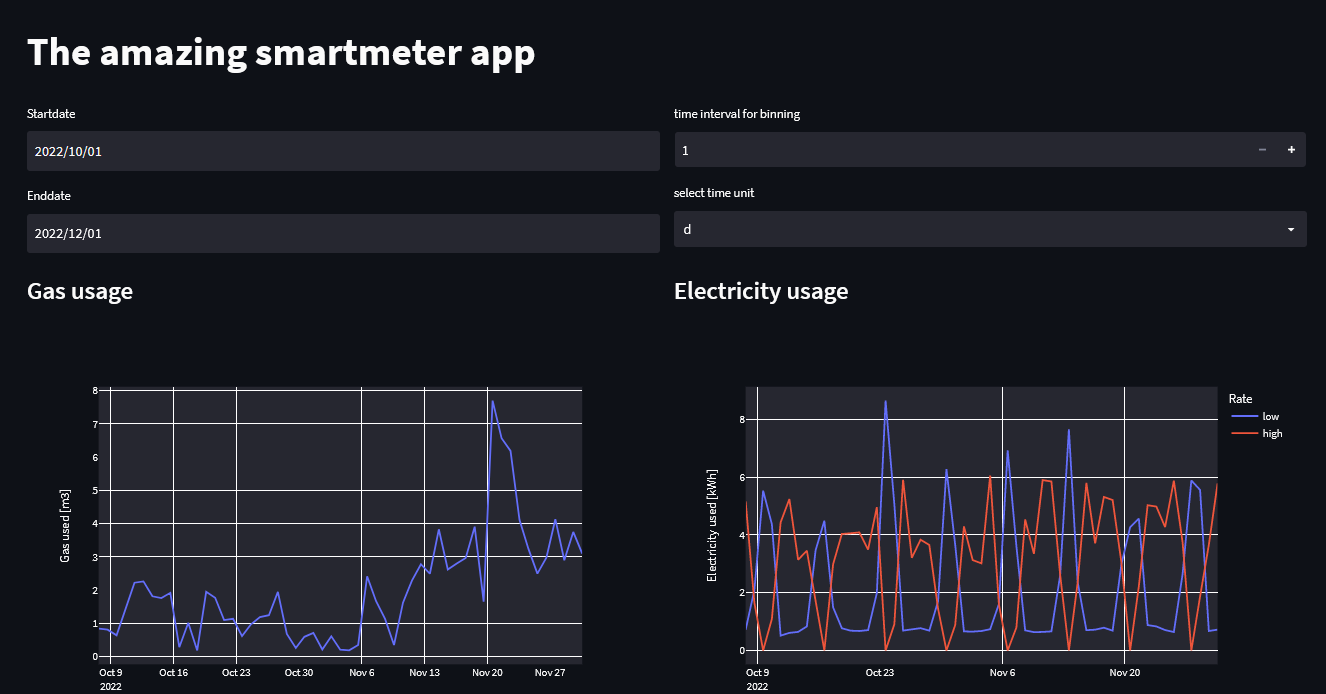 The amazing smartmeter app
Startdate
2022/10/01
Enddate
2022/12/01
time interval for binning
1 − +
select time unit
d
Gas usage
Gas used [m3]
8
7
6
5
4
3
2
1
0
Oct 9 Oct 16 Oct 23 Oct 30 Nov 6 Nov 13 Nov 20 Nov 27
2022
Electricity usage
Electricity used [kWh]
8
6
4
2
0
Oct 9 Oct 23 Nov 6 Nov 20
2022
Rate
low
high